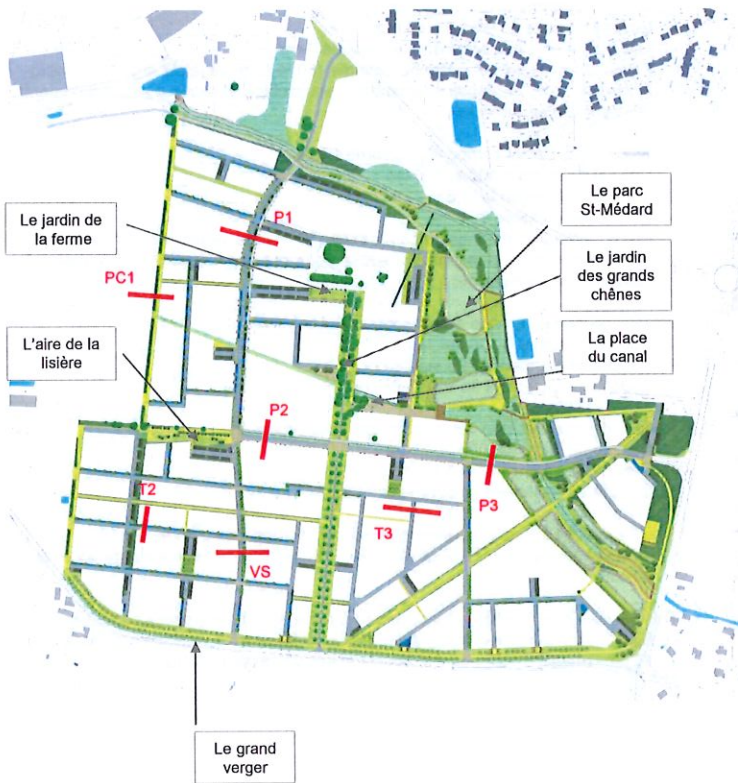 Le parc
St-Médard
Le jardin de
la ferme
P1
Le jardin
des grands
chênes
PC1
La place
du canal
L'aire de la
lisière
P2
T2
P3
T3
VS
Le grand
verger